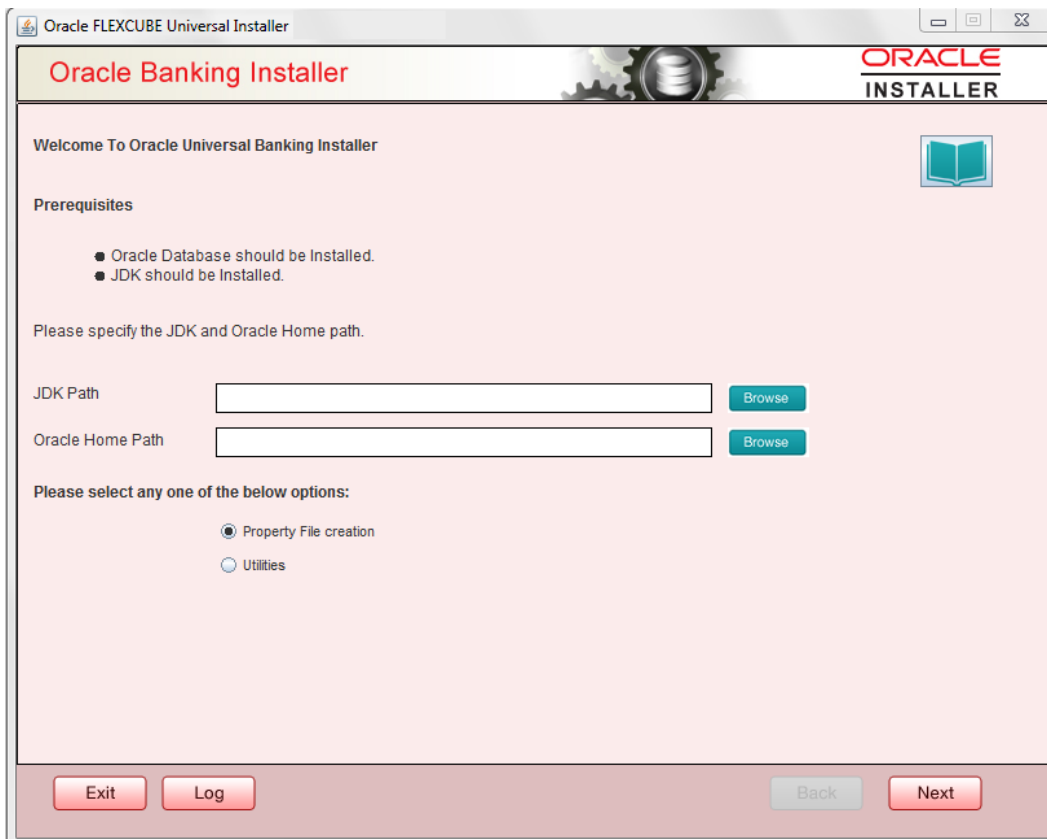 Oracle FLEXCUBE Universal Installer
Oracle Banking Installer
ORACLE
INSTALLER
Welcome To Oracle Universal Banking Installer
Prerequisites
Oracle Database should be Installed.
JDK should be Installed.
Please specify the JDK and Oracle Home path.
JDK Path
Browse
Oracle Home Path
Browse
Please select any one of the below options:
Property File creation
Utilities
Exit
Log
Back
Next